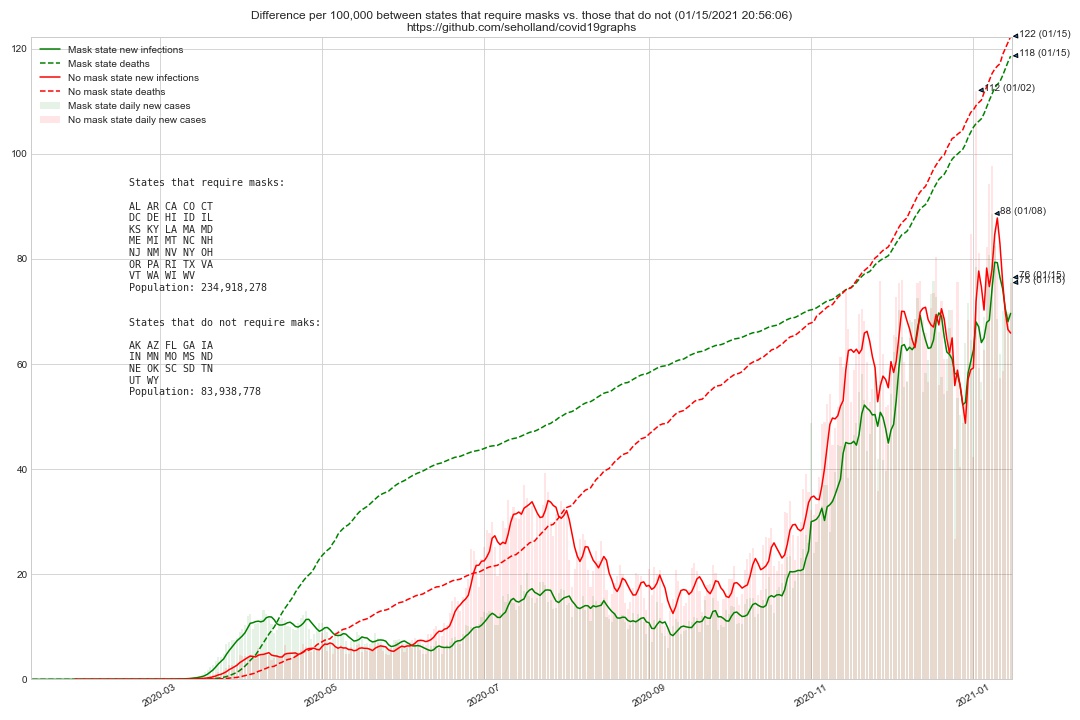 Difference per 100,000 between states that require masks vs. those that do not (01/15/2021 20:56:06)
https://github.com/seholland/covid19graphs
122 (01/15)
118 (01/15)
112 (01/02)
88 (01/08)
76 (01/15)
75 (01/15)
Mask state new infections
Mask state deaths
No mask state new infections
No mask state deaths
Mask state daily new cases
No mask state daily new cases
States that require masks:
AL AR CA CO CT
DC DE HI ID IL
KS KY LA MA MD
ME MI MT NC NH
NJ NM NV NY OH
OR PA RI TX VA
VT WA WI WV
Population: 234,918,278
States that do not require maks:
AK AZ FL GA IA
IN MN MO MS ND
NE OK SC SD TN
UT WY
Population: 83,938,778
120
100
80
60
40
20
0
2020-03
2020-05
2020-07
2020-09
2020-11
2021-01